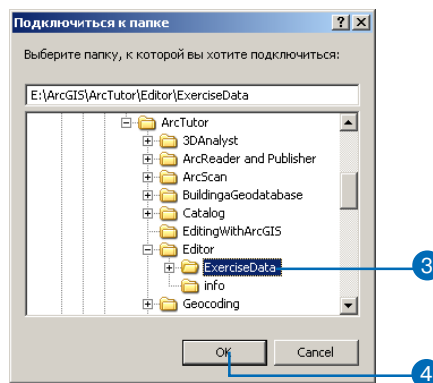 Подключиться к папке
Выберите папку, к которой вы хотите подключиться:
E:\ArcGIS\ArcTutor\Editor\ExerciseData
ArcTutor
3DAnalyst
ArcReader and Publisher
ArcScan
BuildingaGeodatabase
Catalog
EditingWithArcGIS
Editor
ExerciseData
3
info
Geocoding
OK
Cancel
4